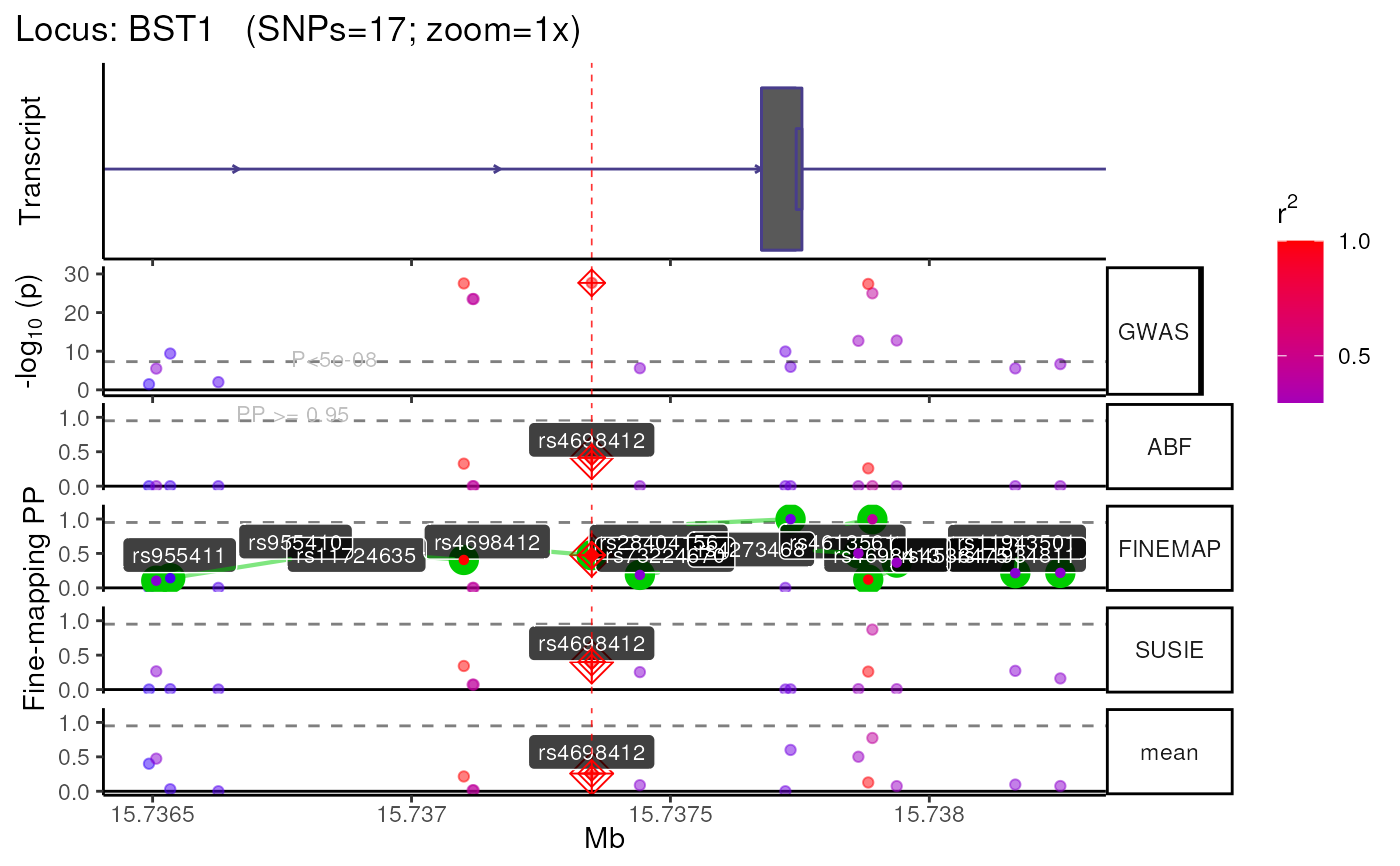 Locus: BST1 (SNPs=17; zoom=1x)
Transcript
r2
1.0
0.5
-log10 (p)
30
20
10
0
P<5e-08
GWAS
Fine-mapping PP
1.0
0.5
0.0
PP >= 0.95
rs4698412
ABF
1.0
0.5
0.0
rs955411
rs955410
rs11724635
rs4698412
FINEMAP
1.0
0.5
0.0
rs4698412
SUSIE
1.0
0.5
0.0
rs4698412
mean
15.7365
15.737
15.7375
15.738
Mb